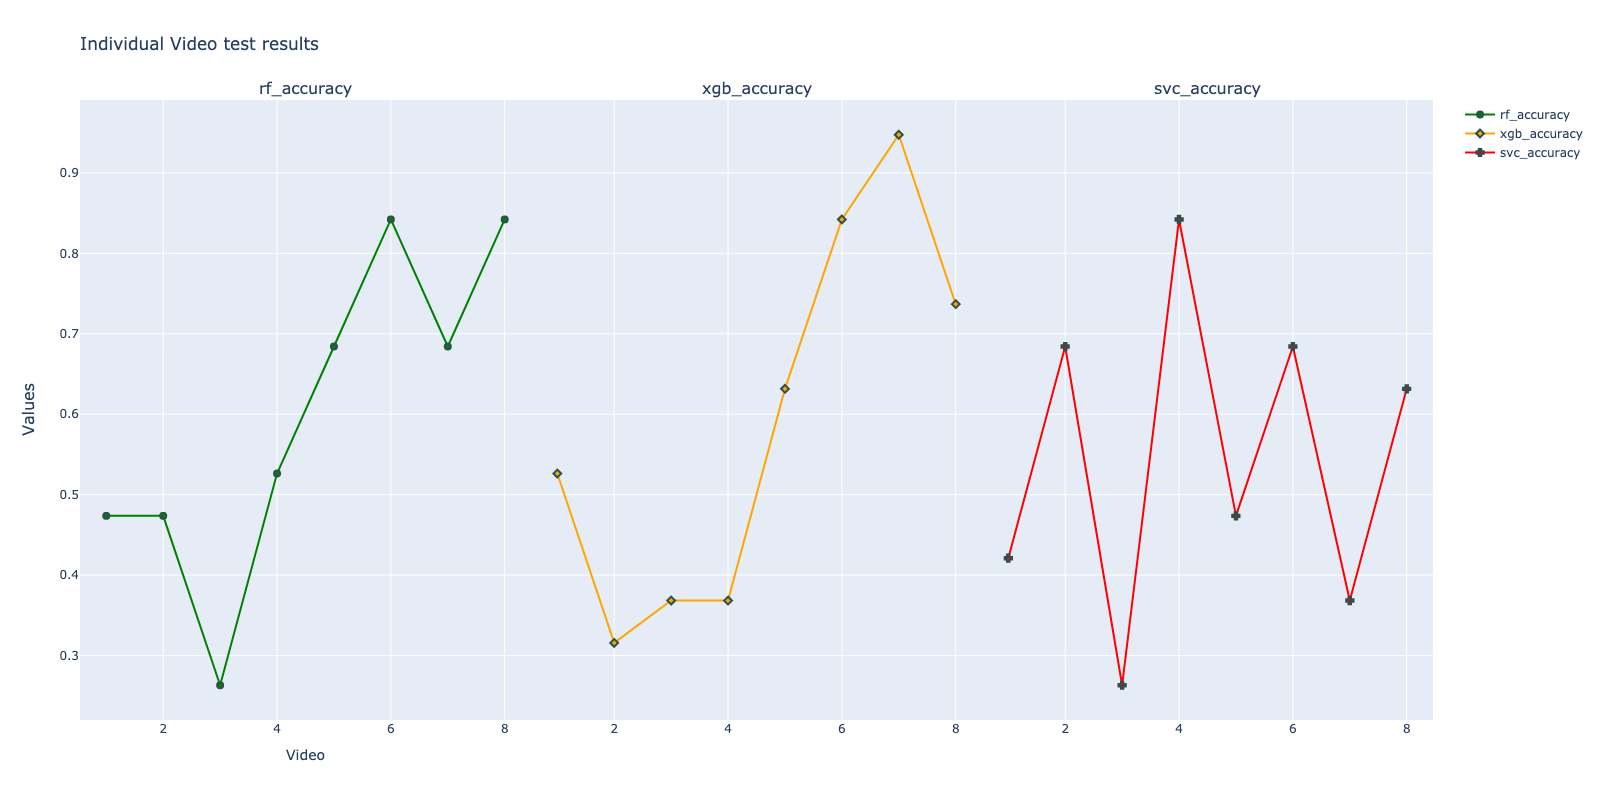 Individual Video test results
rf_accuracy
xgb_accuracy
svc_accuracy
rf_accuracy
xgb_accuracy
svc_accuracy
Values
0.9
0.8
0.7
0.6
0.5
0.4
0.3
2 4 6 8 2 4 6 8 2 4 6 8
Video